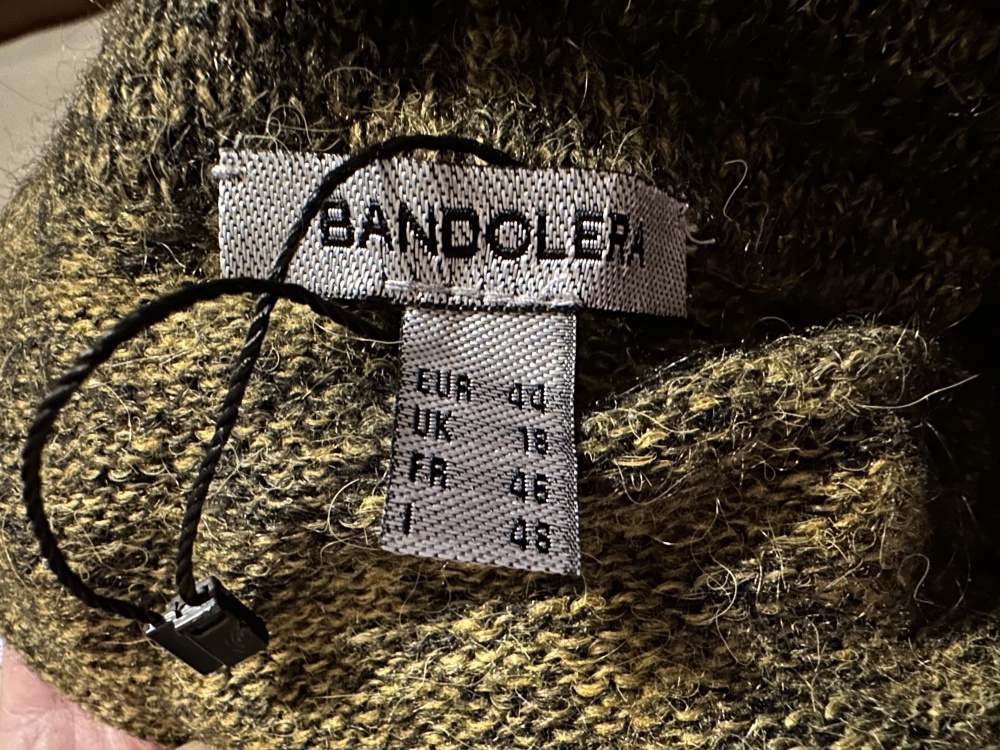 BANDOLERA
EUR 44
UK 18
FR 46
I 48